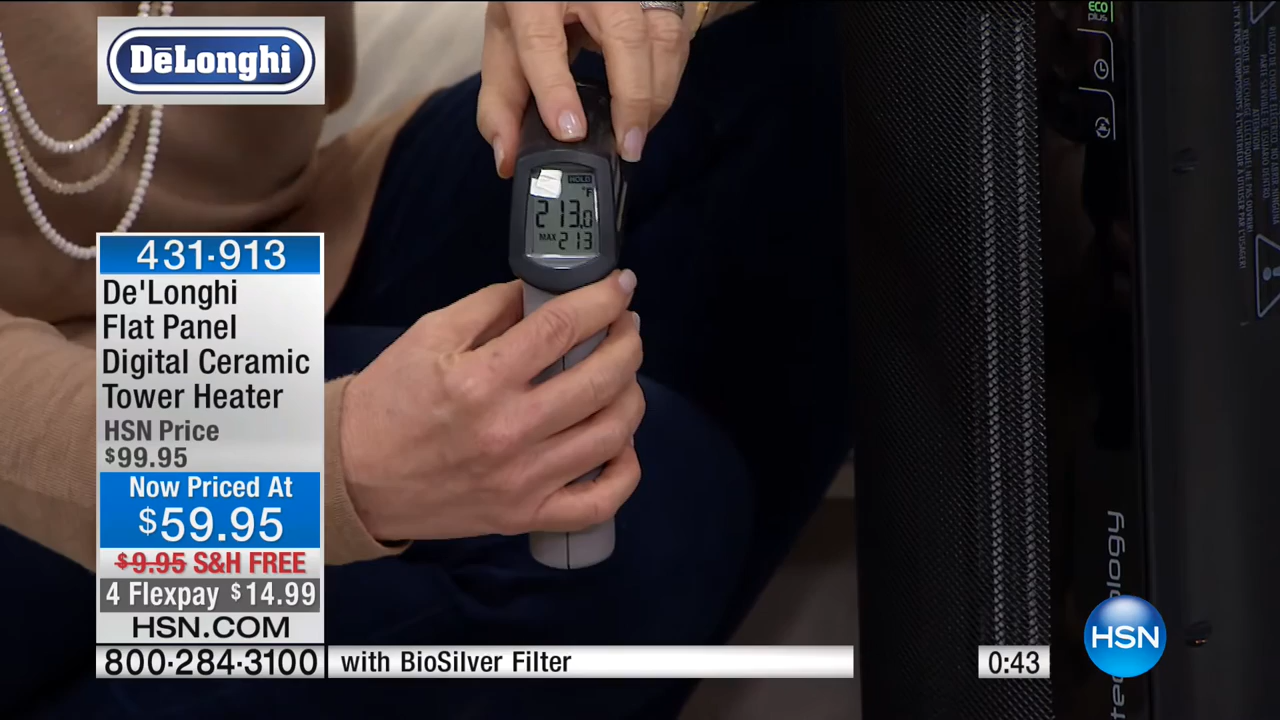 DēLonghi
431-913
De'Longhi
Flat Panel
Digital Ceramic
Tower Heater
HSN Price
$99.95
Now Priced At
$59.95
$9.95 S&H FREE
4 Flexpay $14.99
HSN.COM
800·284·3100
with BioSilver Filter
0:43
HSN
HOLD
°F
213.0
MAX 213
ECO
plus
ATTENTION